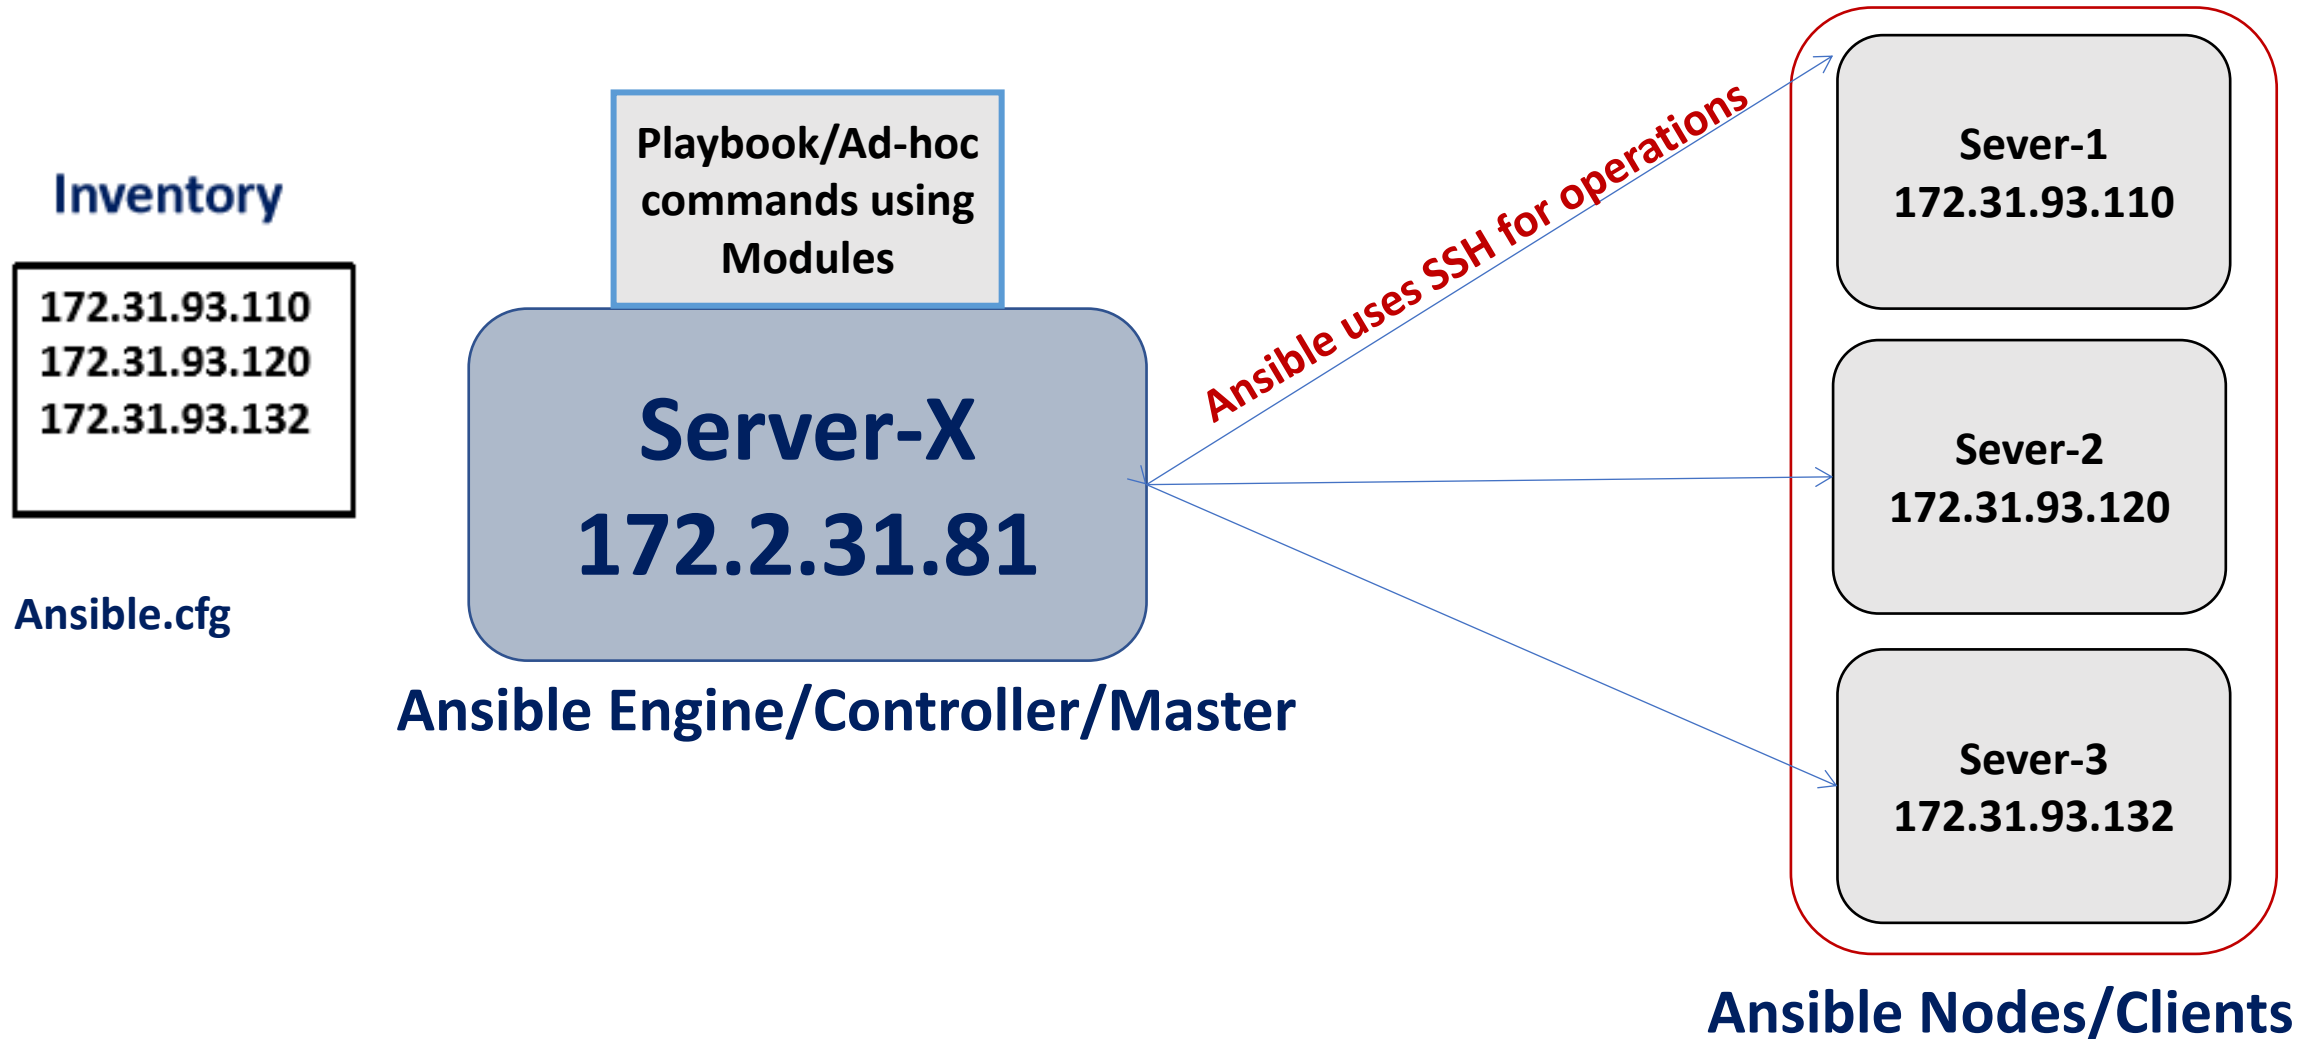 Inventory
172.31.93.110
172.31.93.120
172.31.93.132
Ansible.cfg
Playbook/Ad-hoc
commands using
Modules
Server-X
172.2.31.81
Ansible Engine/Controller/Master
Ansible uses SSH for operations
Sever-1
172.31.93.110
Sever-2
172.31.93.120
Sever-3
172.31.93.132
Ansible Nodes/Clients